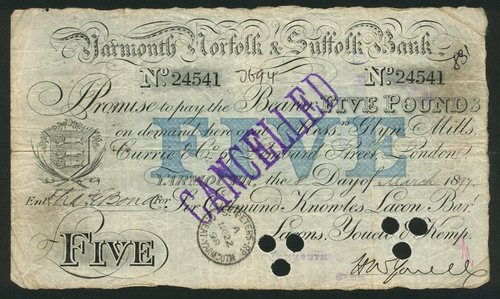 Yarmouth Norfolk & Suffolk Bank
881
No. 24541 No. 24541
I Promise to pay the Bearer FIVE POUNDS
on demand here or at Messrs. Glyn, Mills,
Currie & Co. Lombard Street, London
FIVE
CANCELLED
YARMOUTH, the Day of March 1897
Entd. For Sir Edmund Knowles Lacon Bart.
Lacons, Youell & Kemp.
FIVE